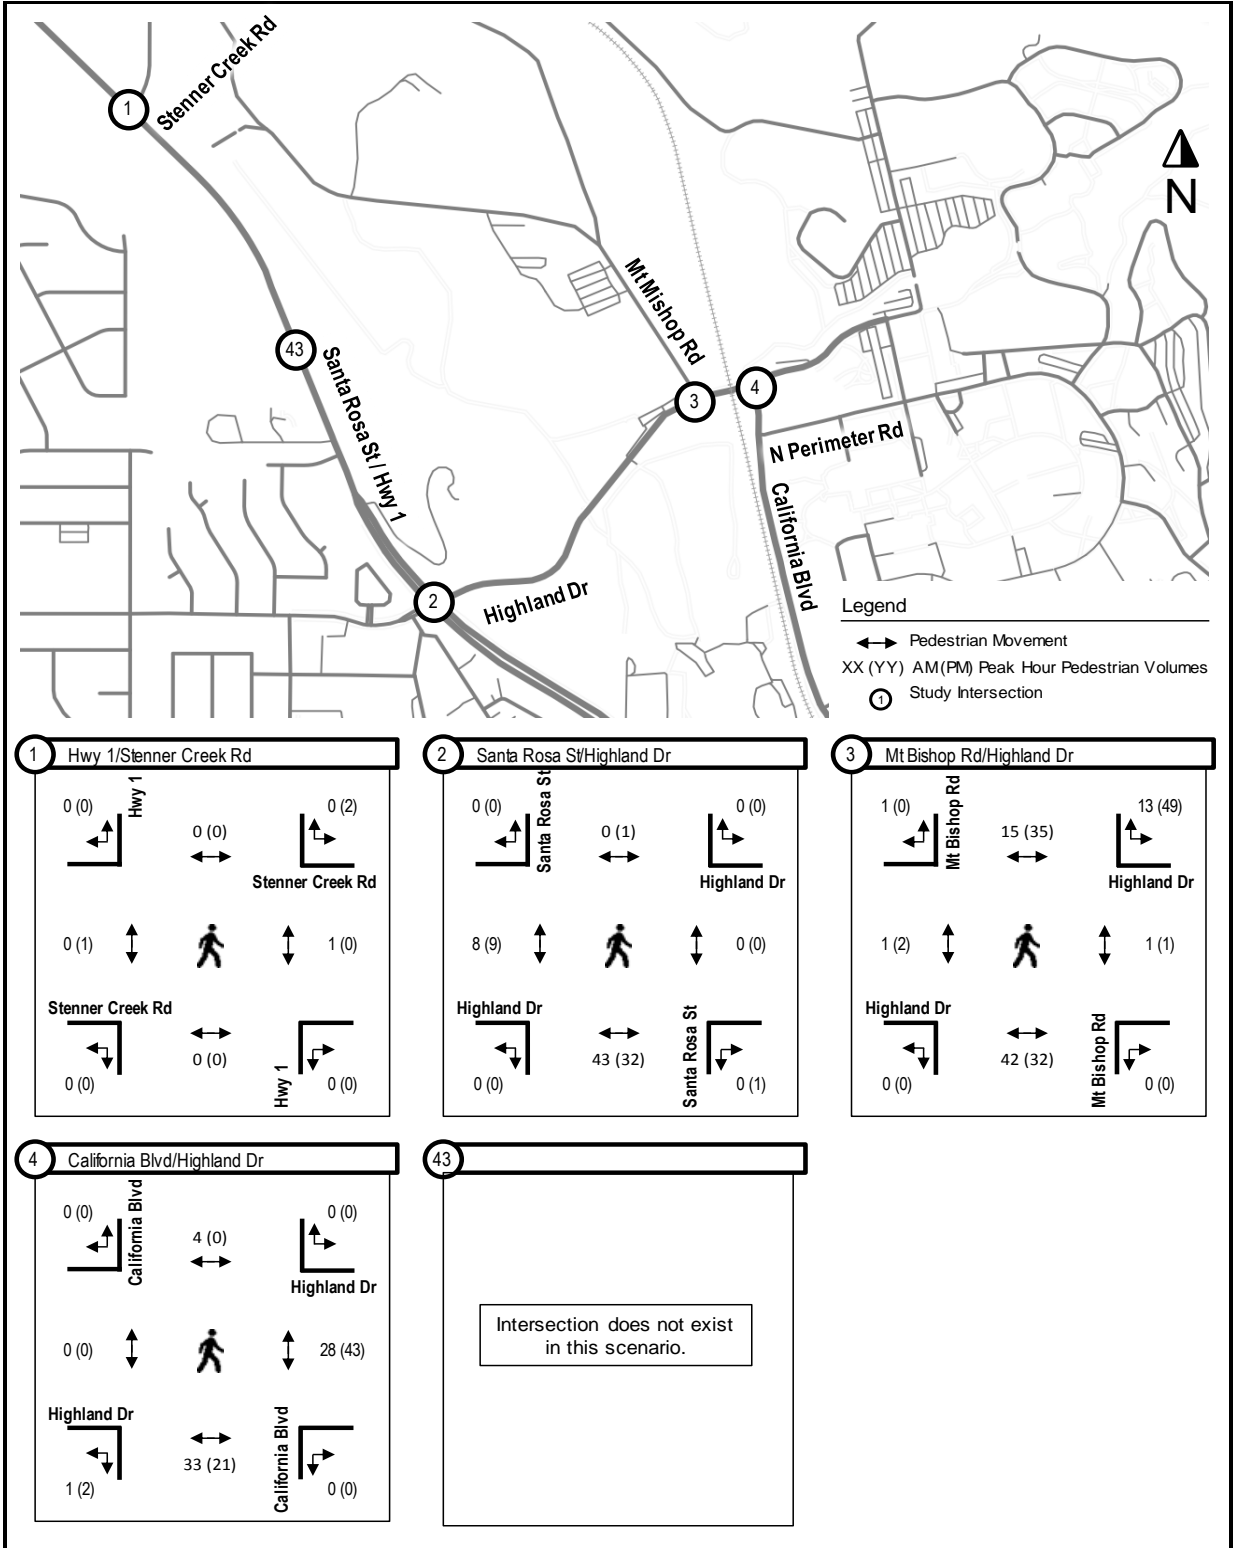 Stenner Creek Rd
1
N
43
Santa Rosa St / Hwy 1
Mt Mishop Rd
3
4
N Perimeter Rd
California Blvd
2
Highland Dr
Legend
Pedestrian Movement
XX (YY) AM(PM) Peak Hour Pedestrian Volumes
1 Study Intersection
1 Hwy 1/Stenner Creek Rd
0 (0)
Hwy 1
0 (0)
0 (2)
Stenner Creek Rd
0 (1)
1 (0)
Stenner Creek Rd
0 (0)
0 (0)
Hwy 1
0 (0)
2 Santa Rosa St/Highland Dr
0 (0)
Santa Rosa St
0 (1)
0 (0)
Highland Dr
8 (9)
0 (0)
Highland Dr
0 (0)
43 (32)
Santa Rosa St
0 (1)
3 Mt Bishop Rd/Highland Dr
1 (0)
Mt Bishop Rd
15 (35)
13 (49)
Highland Dr
1 (2)
1 (1)
Highland Dr
0 (0)
42 (32)
Mt Bishop Rd
0 (0)
4 California Blvd/Highland Dr
0 (0)
California Blvd
4 (0)
0 (0)
Highland Dr
0 (0)
28 (43)
Highland Dr
1 (2)
33 (21)
California Blvd
0 (0)
43
Intersection does not exist
in this scenario.